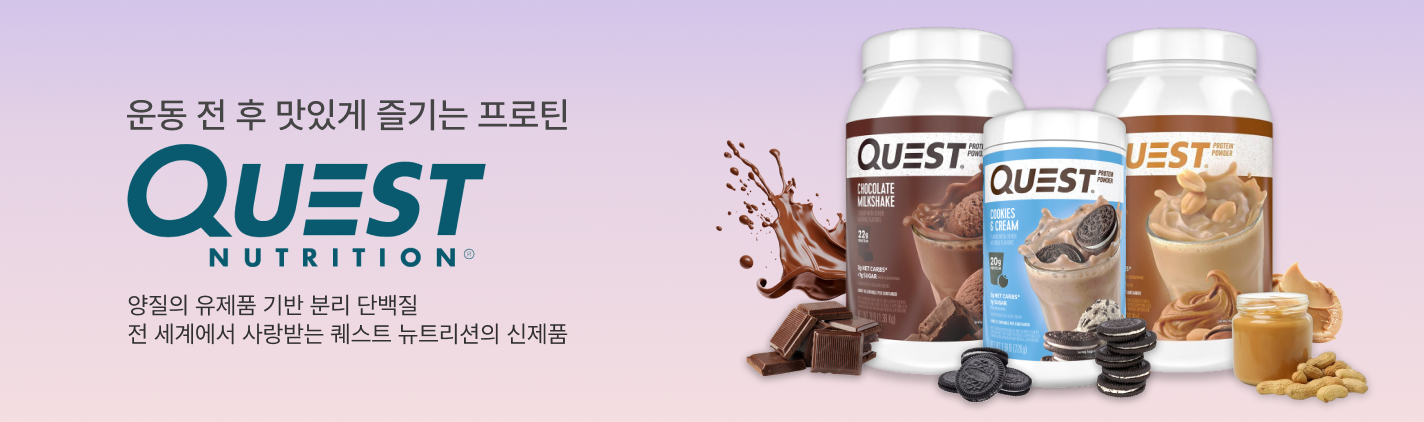 운동 전 후 맛있게 즐기는 프로틴
QUEST
NUTRITION®
양질의 유제품 기반 분리 단백질
전 세계에서 사랑받는 퀘스트 뉴트리션의 신제품
QUEST
CHOCOLATE
MILKSHAKE
22g
QUEST PROTEIN
POWDER
COOKIES
& CREAM
20g
UEST PROTEIN
POWDER